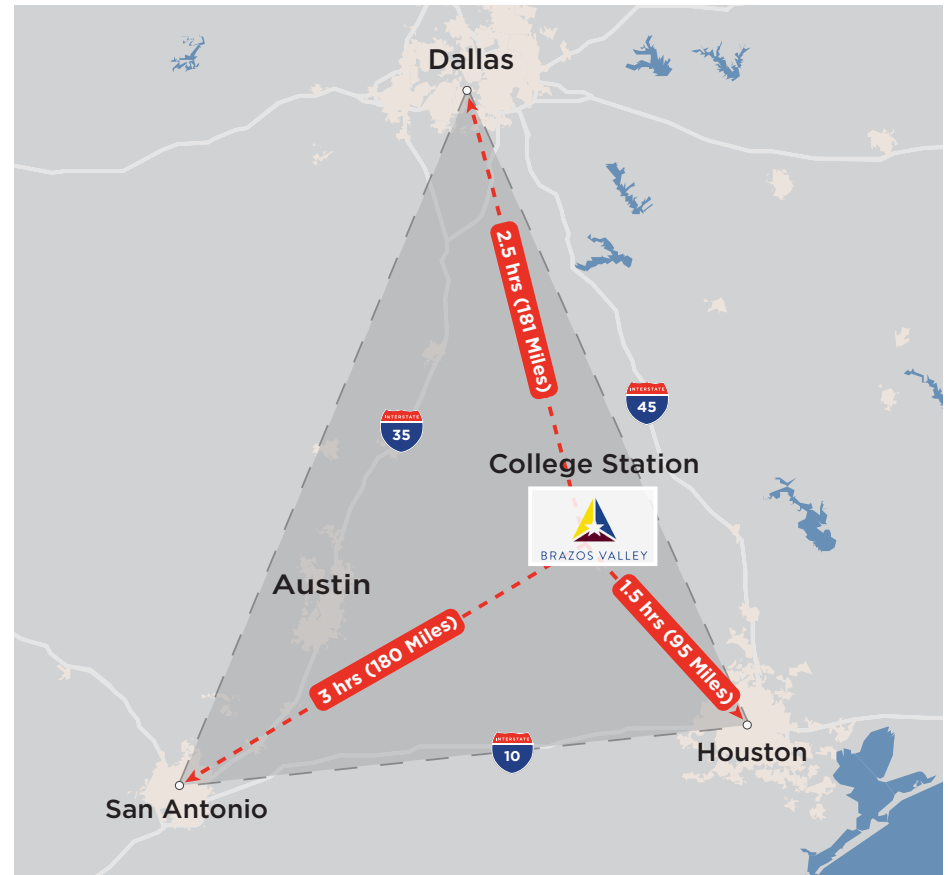 Dallas
2.5 hrs (181 Miles)
INTERSTATE
45
INTERSTATE
35
College Station
BRAZOS VALLEY
Austin
1.5 hrs (95 Miles)
3 hrs (180 Miles)
INTERSTATE
10
Houston
San Antonio